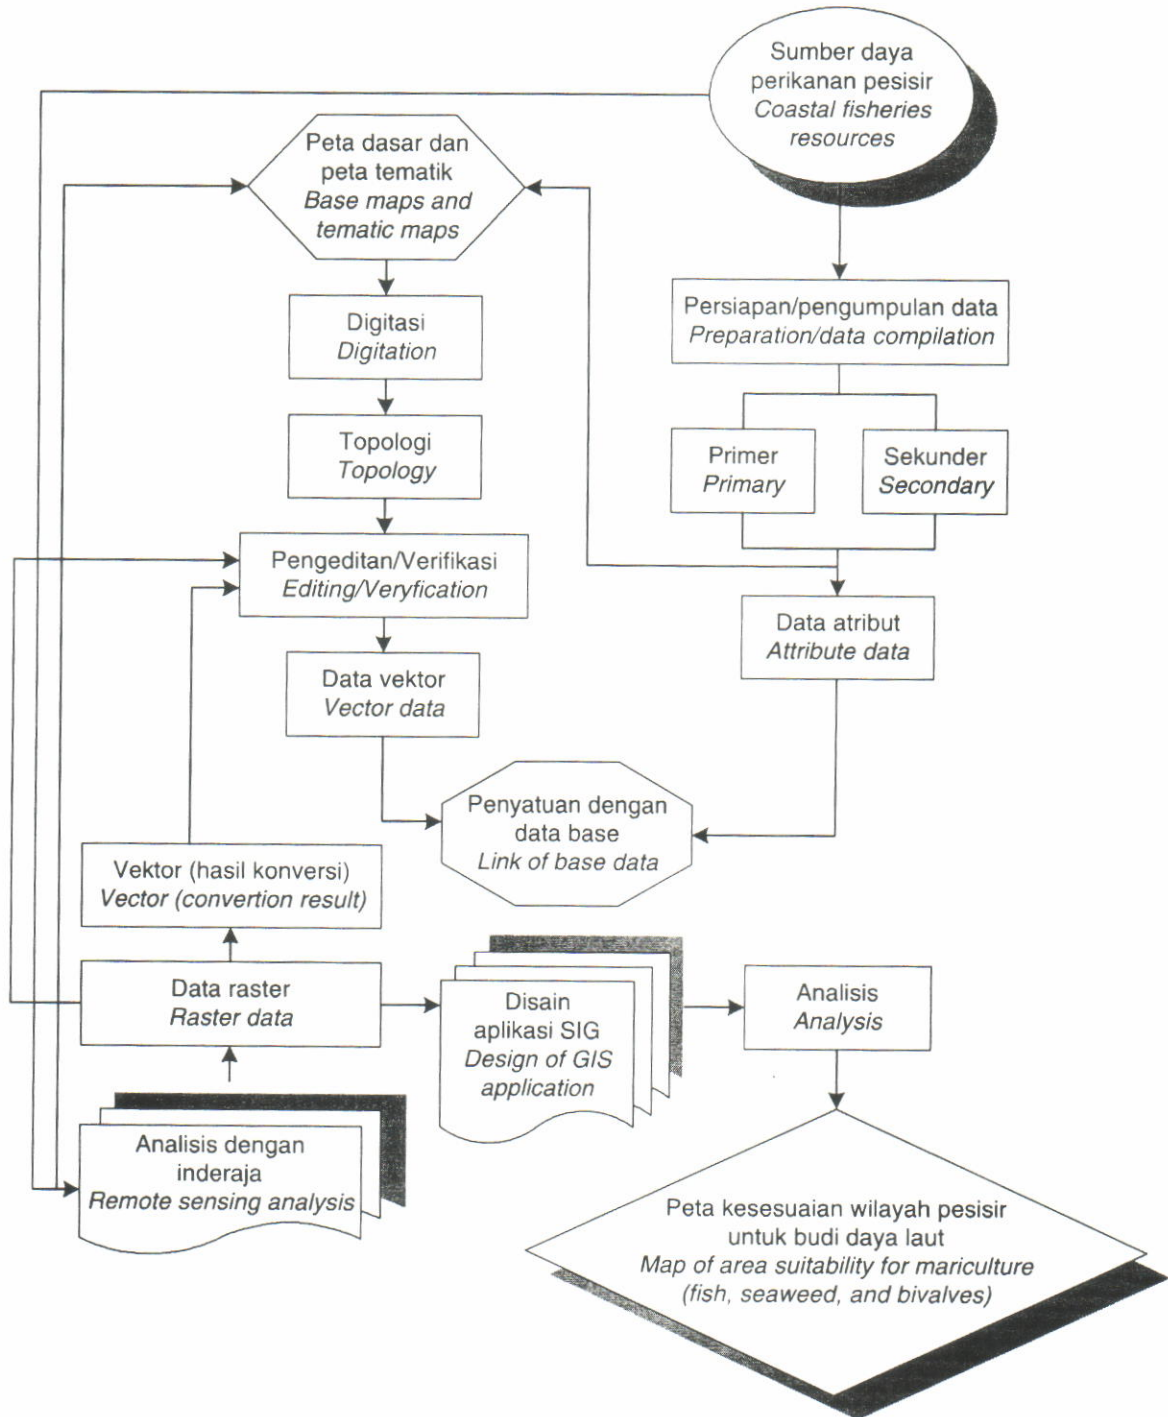 Sumber daya
perikanan pesisir
Coastal fisheries
resources
Peta dasar dan
peta tematik
Base maps and
tematic maps
Persiapan/pengumpulan data
Preparation/data compilation
Digitasi
Digitation
Topologi
Topology
Primer
Primary
Sekunder
Secondary
Pengeditan/Verifikasi
Editing/Veryfication
Data atribut
Attribute data
Data vektor
Vector data
Penyatuan dengan
data base
Link of base data
Vektor (hasil konversi)
Vector (convertion result)
Data raster
Raster data
Disain
aplikasi SIG
Design of GIS
application
Analisis
Analysis
Analisis dengan
inderaja
Remote sensing analysis
Peta kesesuaian wilayah pesisir
untuk budi daya laut
Map of area suitability for mariculture
(fish, seaweed, and bivalves)